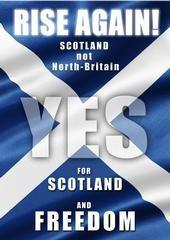 RISE AGAIN!
SCOTLAND
not
North-Britain
YES
FOR
SCOTLAND
AND
FREEDOM